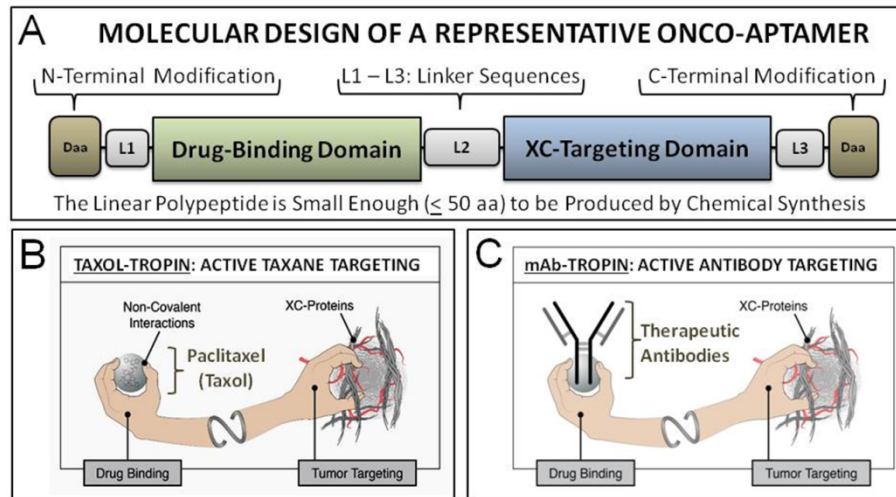 A
MOLECULAR DESIGN OF A REPRESENTATIVE ONCO-APTAMER
N-Terminal Modification
L1 – L3: Linker Sequences
C-Terminal Modification
Daa
L1
Drug-Binding Domain
L2
XC-Targeting Domain
L3
Daa
The Linear Polypeptide is Small Enough (≤ 50 aa) to be Produced by Chemical Synthesis
B
TAXOL-TROPIN: ACTIVE TAXANE TARGETING
Non-Covalent
Interactions
XC-Proteins
Paclitaxel
(Taxol)
Drug Binding
Tumor Targeting
C
mAb-TROPIN: ACTIVE ANTIBODY TARGETING
XC-Proteins
Therapeutic
Antibodies
Drug Binding
Tumor Targeting